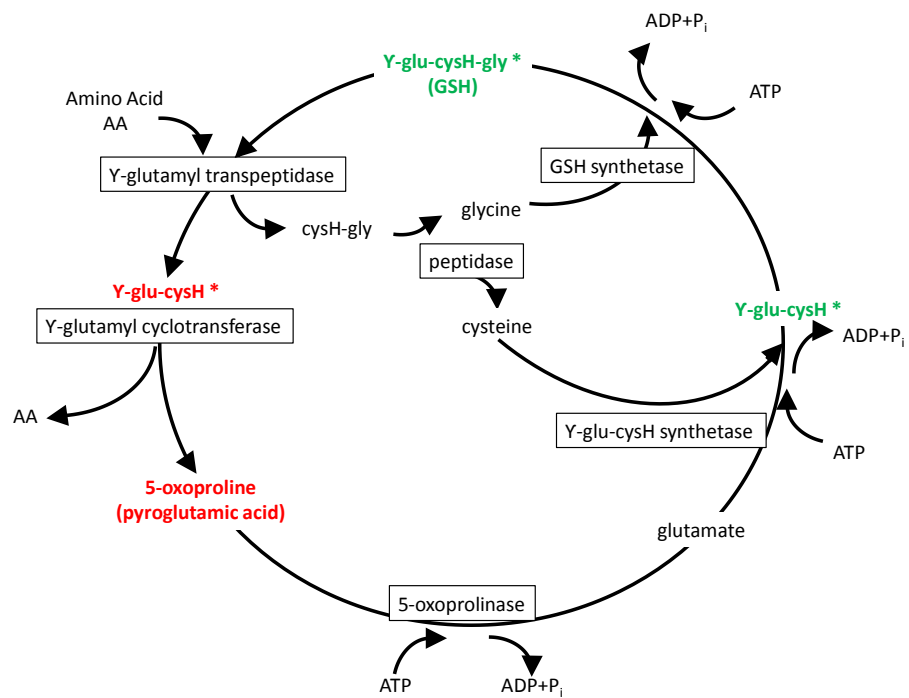 ADP+Pi
Ƴ-glu-cysH-gly *
(GSH)
Amino Acid
AA
ATP
Ƴ-glutamyl transpeptidase
GSH synthetase
glycine
cysH-gly
peptidase
Ƴ-glu-cysH *
Ƴ-glutamyl cyclotransferase
cysteine
Ƴ-glu-cysH *
ADP+Pi
AA
Ƴ-glu-cysH synthetase
ATP
5-oxoproline
(pyroglutamic acid)
glutamate
5-oxoprolinase
ATP
ADP+Pi